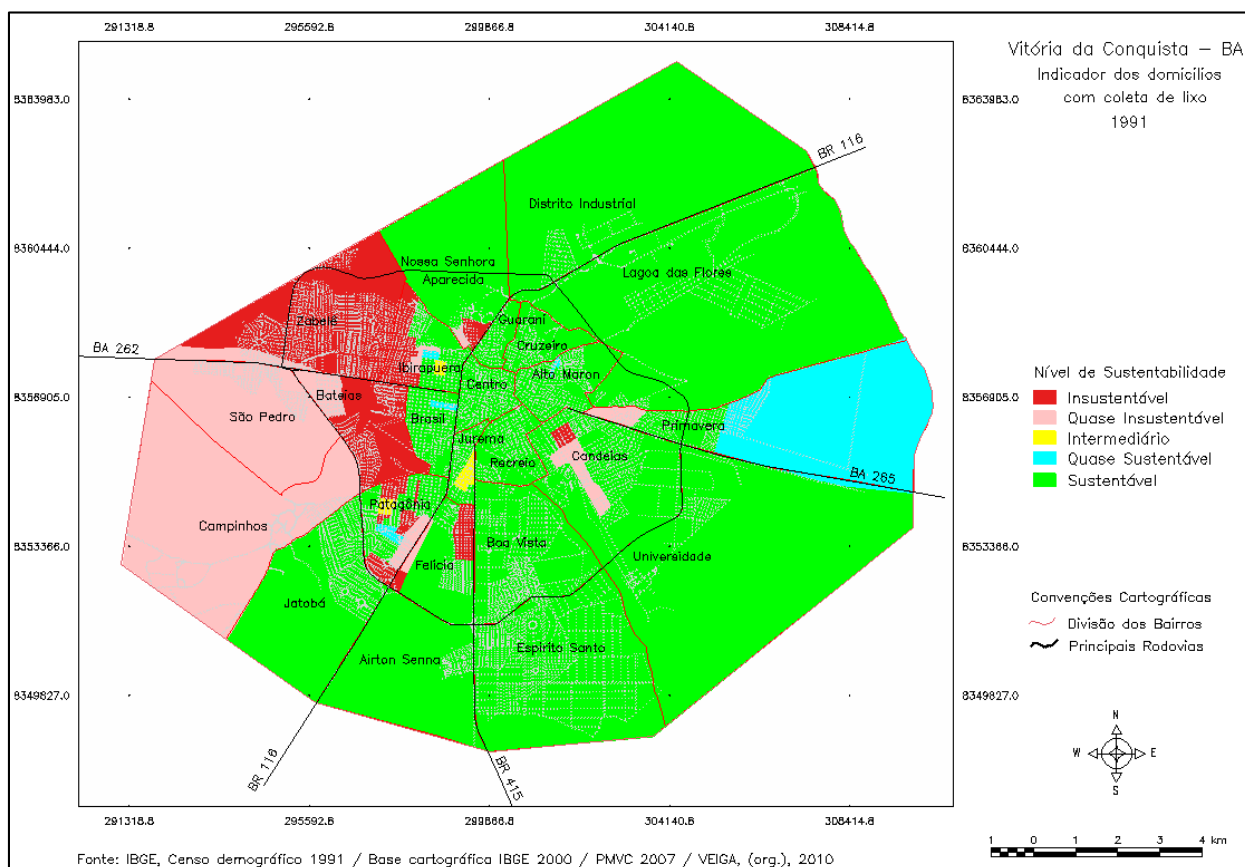 291318.8 295592.8 299866.8 304140.8 308414.8
Vitória da Conquista – BA
Indicador dos domicílios
com coleta de lixo
1991
8363983.0 8363983.0
BR 116
Distrito Industrial
8360444.0 8360444.0
Nossa Senhora
Aparecida
Lagoa das Flores
Zabelê
Guarani
Cruzeiro
BA 262
Ibirapuera
Alto Maron
Centro
Nível de Sustentabilidade
Insustentável
Quase Insustentável
Intermediário
Quase Sustentável
Sustentável
8356905.0 8356905.0
Bateias
São Pedro
Brasil
Primavera
Jurema
Recreio
Candeias
BA 265
Patagônia
Campinhos
8353366.0 8353366.0
Boa Vista
Universidade
Felícia
Jatobá
Convenções Cartográficas
Divisão dos Bairros
Principais Rodovias
Espírito Santo
Airton Senna
8349827.0 8349827.0
BR 116
BR 415
N
W E
S
291318.8 295592.8 299866.8 304140.8 308414.8
1 0 1 2 3 4 km
Fonte: IBGE, Censo demográfico 1991 / Base cartográfica IBGE 2000 / PMVC 2007 / VEIGA, (org.), 2010